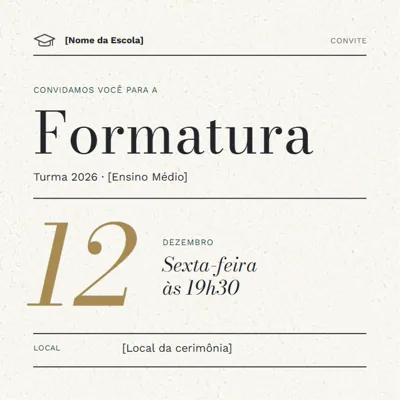 [Nome da Escola]
CONVITE
CONVIDAMOS VOCÊ PARA A
Formatura
Turma 2026 · [Ensino Médio]
12
DEZEMBRO
Sexta-feira
às 19h30
LOCAL
[Local da cerimônia]